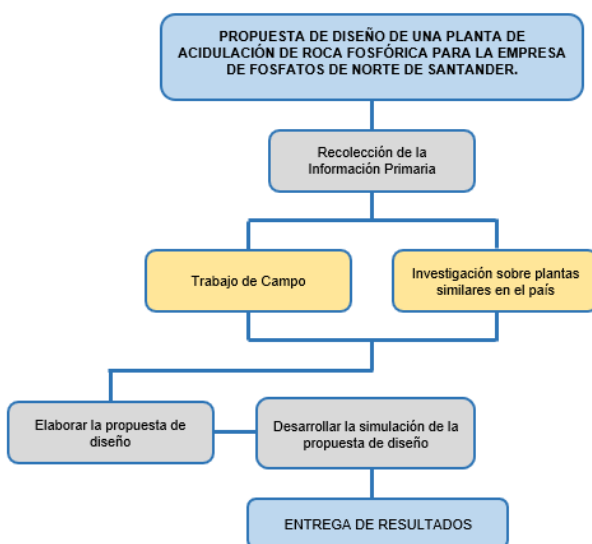 PROPUESTA DE DISEÑO DE UNA PLANTA DE
ACIDULACIÓN DE ROCA FOSFÓRICA PARA LA EMPRESA
DE FOSFATOS DE NORTE DE SANTANDER.
Recolección de la
Información Primaria
Trabajo de Campo
Investigación sobre plantas
similares en el país
Elaborar la propuesta de
diseño
Desarrollar la simulación de la
propuesta de diseño
ENTREGA DE RESULTADOS